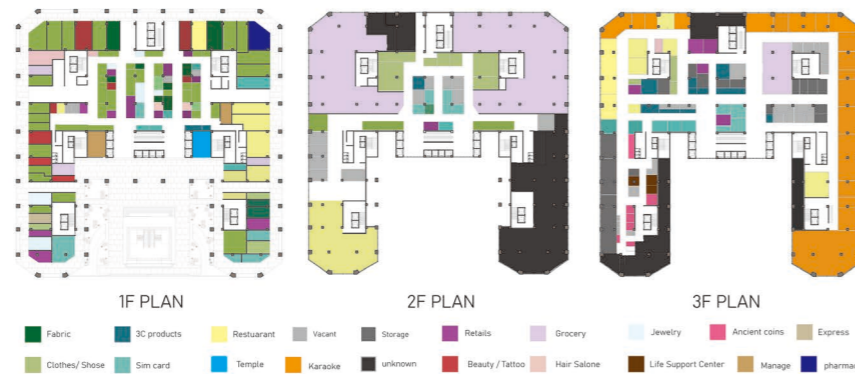 1F PLAN
2F PLAN
3F PLAN
Fabric
3C products
Restuarant
Vacant
Storage
Retails
Grocery
Jewelry
Ancient coins
Express
Clothes/ Shose
Sim card
Temple
Karaoke
unknown
Beauty / Tattoo
Hair Salone
Life Support Center
Manage
pharmac